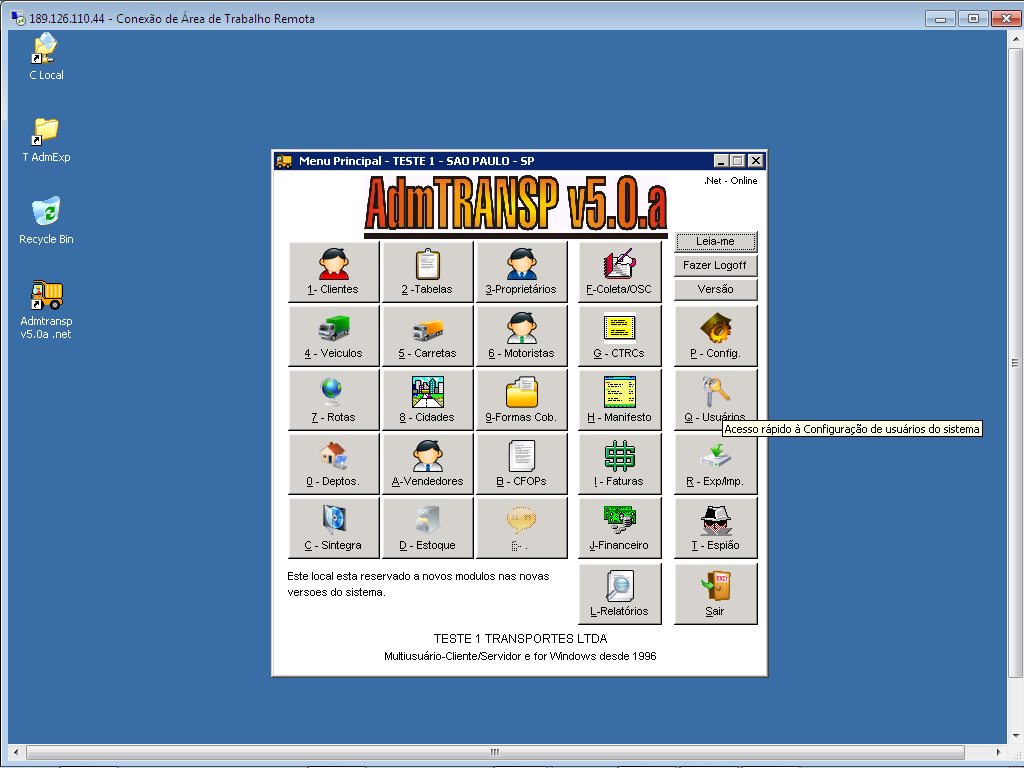 189.126.110.44 - Conexão de Área de Trabalho Remota
C Local
T AdmExp
Recycle Bin
Admtransp
v5.0a .net
Menu Principal - TESTE 1 - SAO PAULO - SP
AdmTRANSP v5.0.a
.Net - Online
Leia-me
Fazer Logoff
Versão
1- Clientes
2 -Tabelas
3-Proprietários
F-Coleta/OSC
4 - Veiculos
5 - Carretas
6 - Motoristas
G - CTRCs
P - Config.
7 - Rotas
8 - Cidades
9-Formas Cob.
H - Manifesto
Q - Usuários
Acesso rápido à Configuração de usuários do sistema
0 - Deptos.
A-Vendedores
B - CFOPs
I - Faturas
R - Exp/Imp.
C - Sintegra
D - Estoque
E- .
J-Financeiro
T - Espião
Este local esta reservado a novos modulos nas novas
versoes do sistema.
L-Relatórios
EXIT
Sair
TESTE 1 TRANSPORTES LTDA
Multiusuário-Cliente/Servidor e for Windows desde 1996